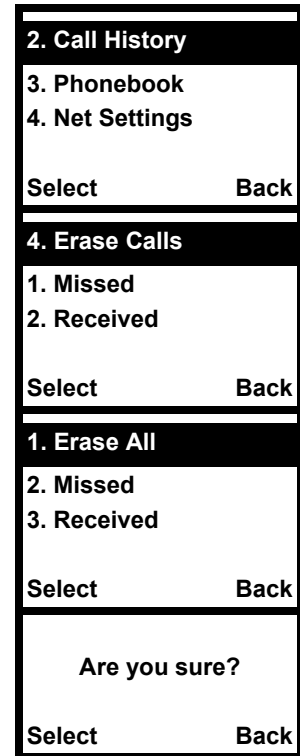 2. Call History
3. Phonebook
4. Net Settings
Select Back
4. Erase Calls
1. Missed
2. Received
Select Back
1. Erase All
2. Missed
3. Received
Select Back
Are you sure?
Select Back